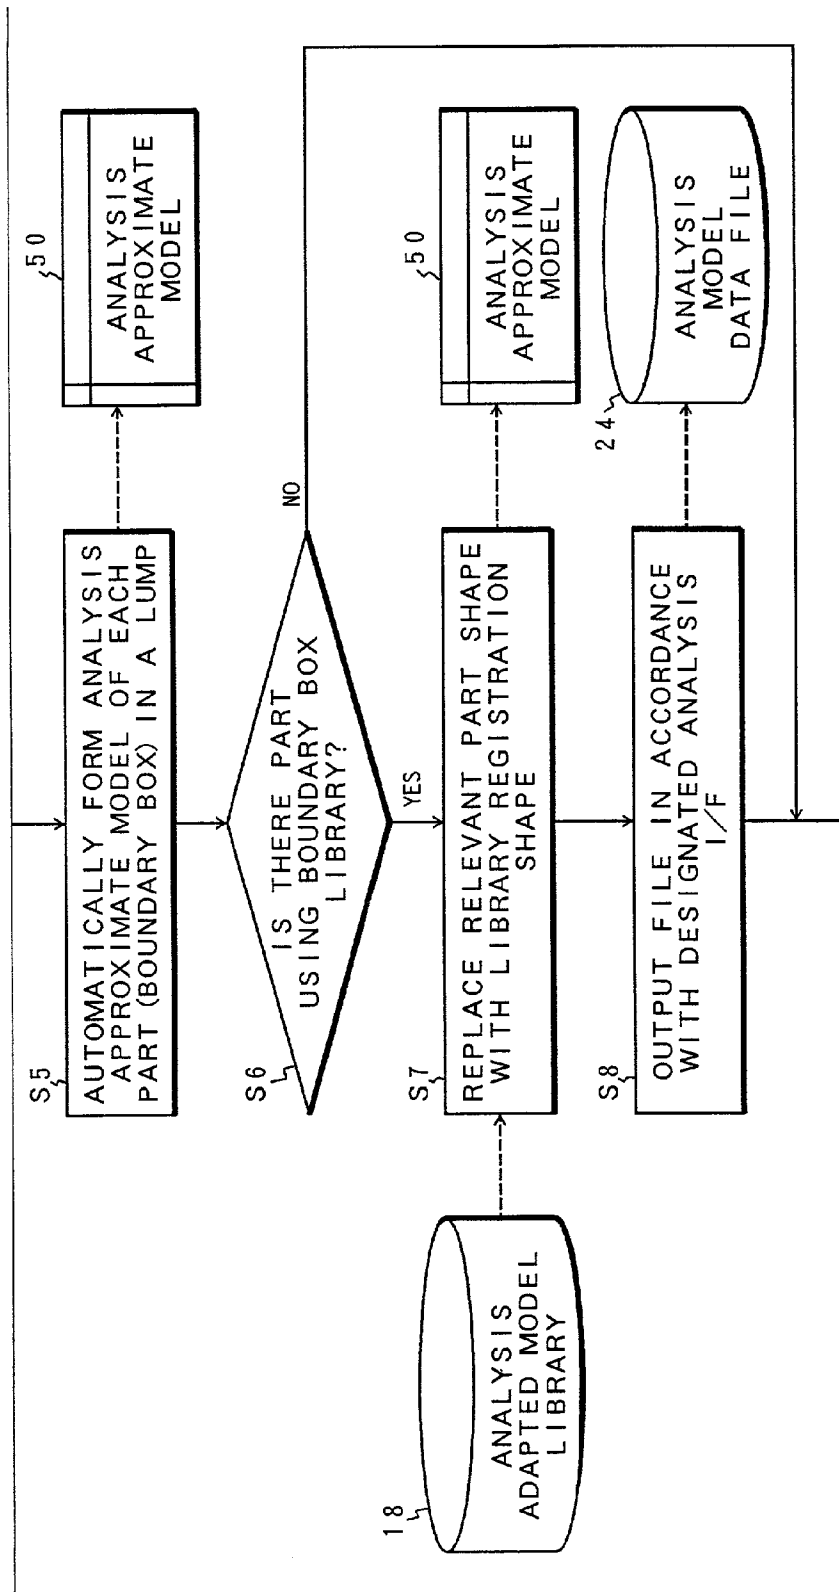 S5
AUTOMATICALLY FORM ANALYSIS
APPROXIMATE MODEL OF EACH
PART (BOUNDARY BOX) IN A LUMP
50
ANALYSIS
APPROXIMATE
MODEL
S6
IS THERE PART
USING BOUNDARY BOX
LIBRARY?
NO
YES
18
ANALYSIS
ADAPTED MODEL
LIBRARY
S7
REPLACE RELEVANT PART SHAPE
WITH LIBRARY REGISTRATION
SHAPE
50
ANALYSIS
APPROXIMATE
MODEL
S8
OUTPUT FILE IN ACCORDANCE
WITH DESIGNATED ANALYSIS
I/F
24
ANALYSIS
MODEL
DATA FILE